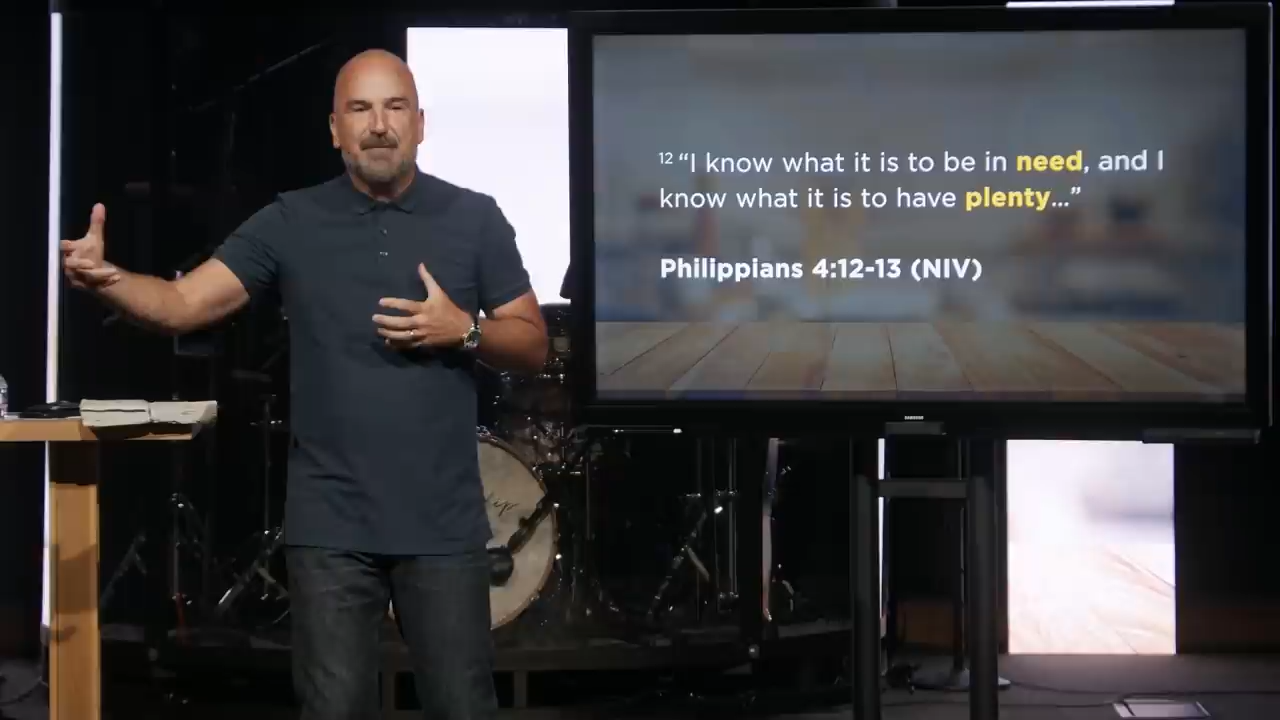 12 “I know what it is to be in need, and I
know what it is to have plenty...”
Philippians 4:12-13 (NIV)
SAMSUNG